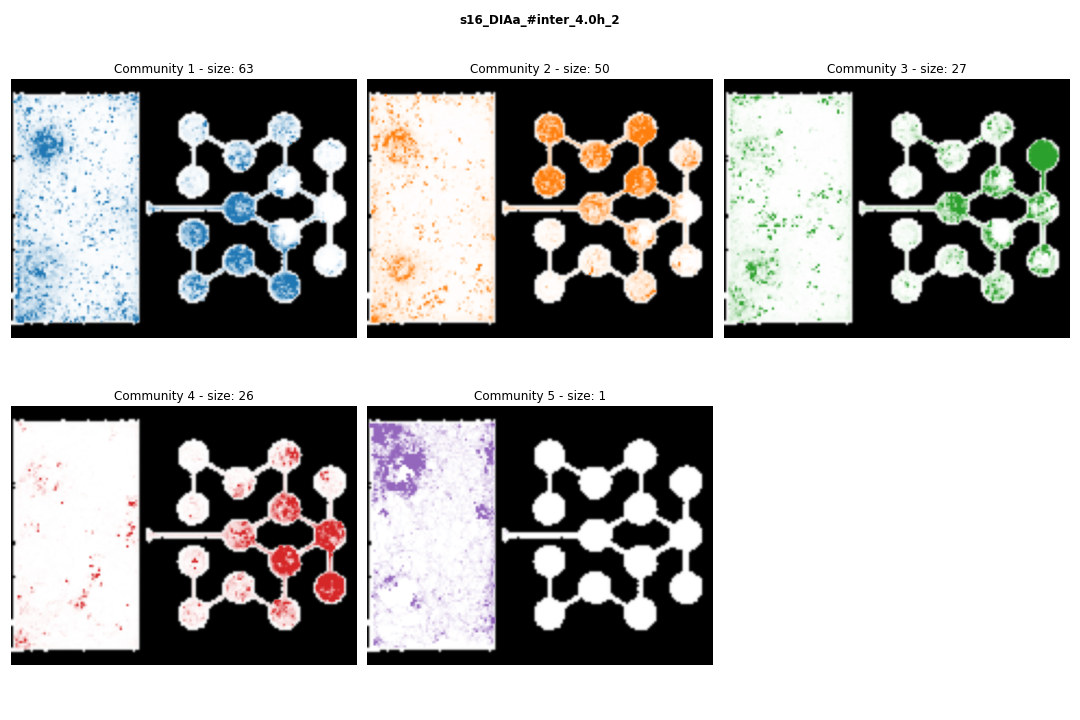 s16_DIAa_#inter_4.0h_2
Community 1 - size: 63
Community 2 - size: 50
Community 3 - size: 27
Community 4 - size: 26
Community 5 - size: 1